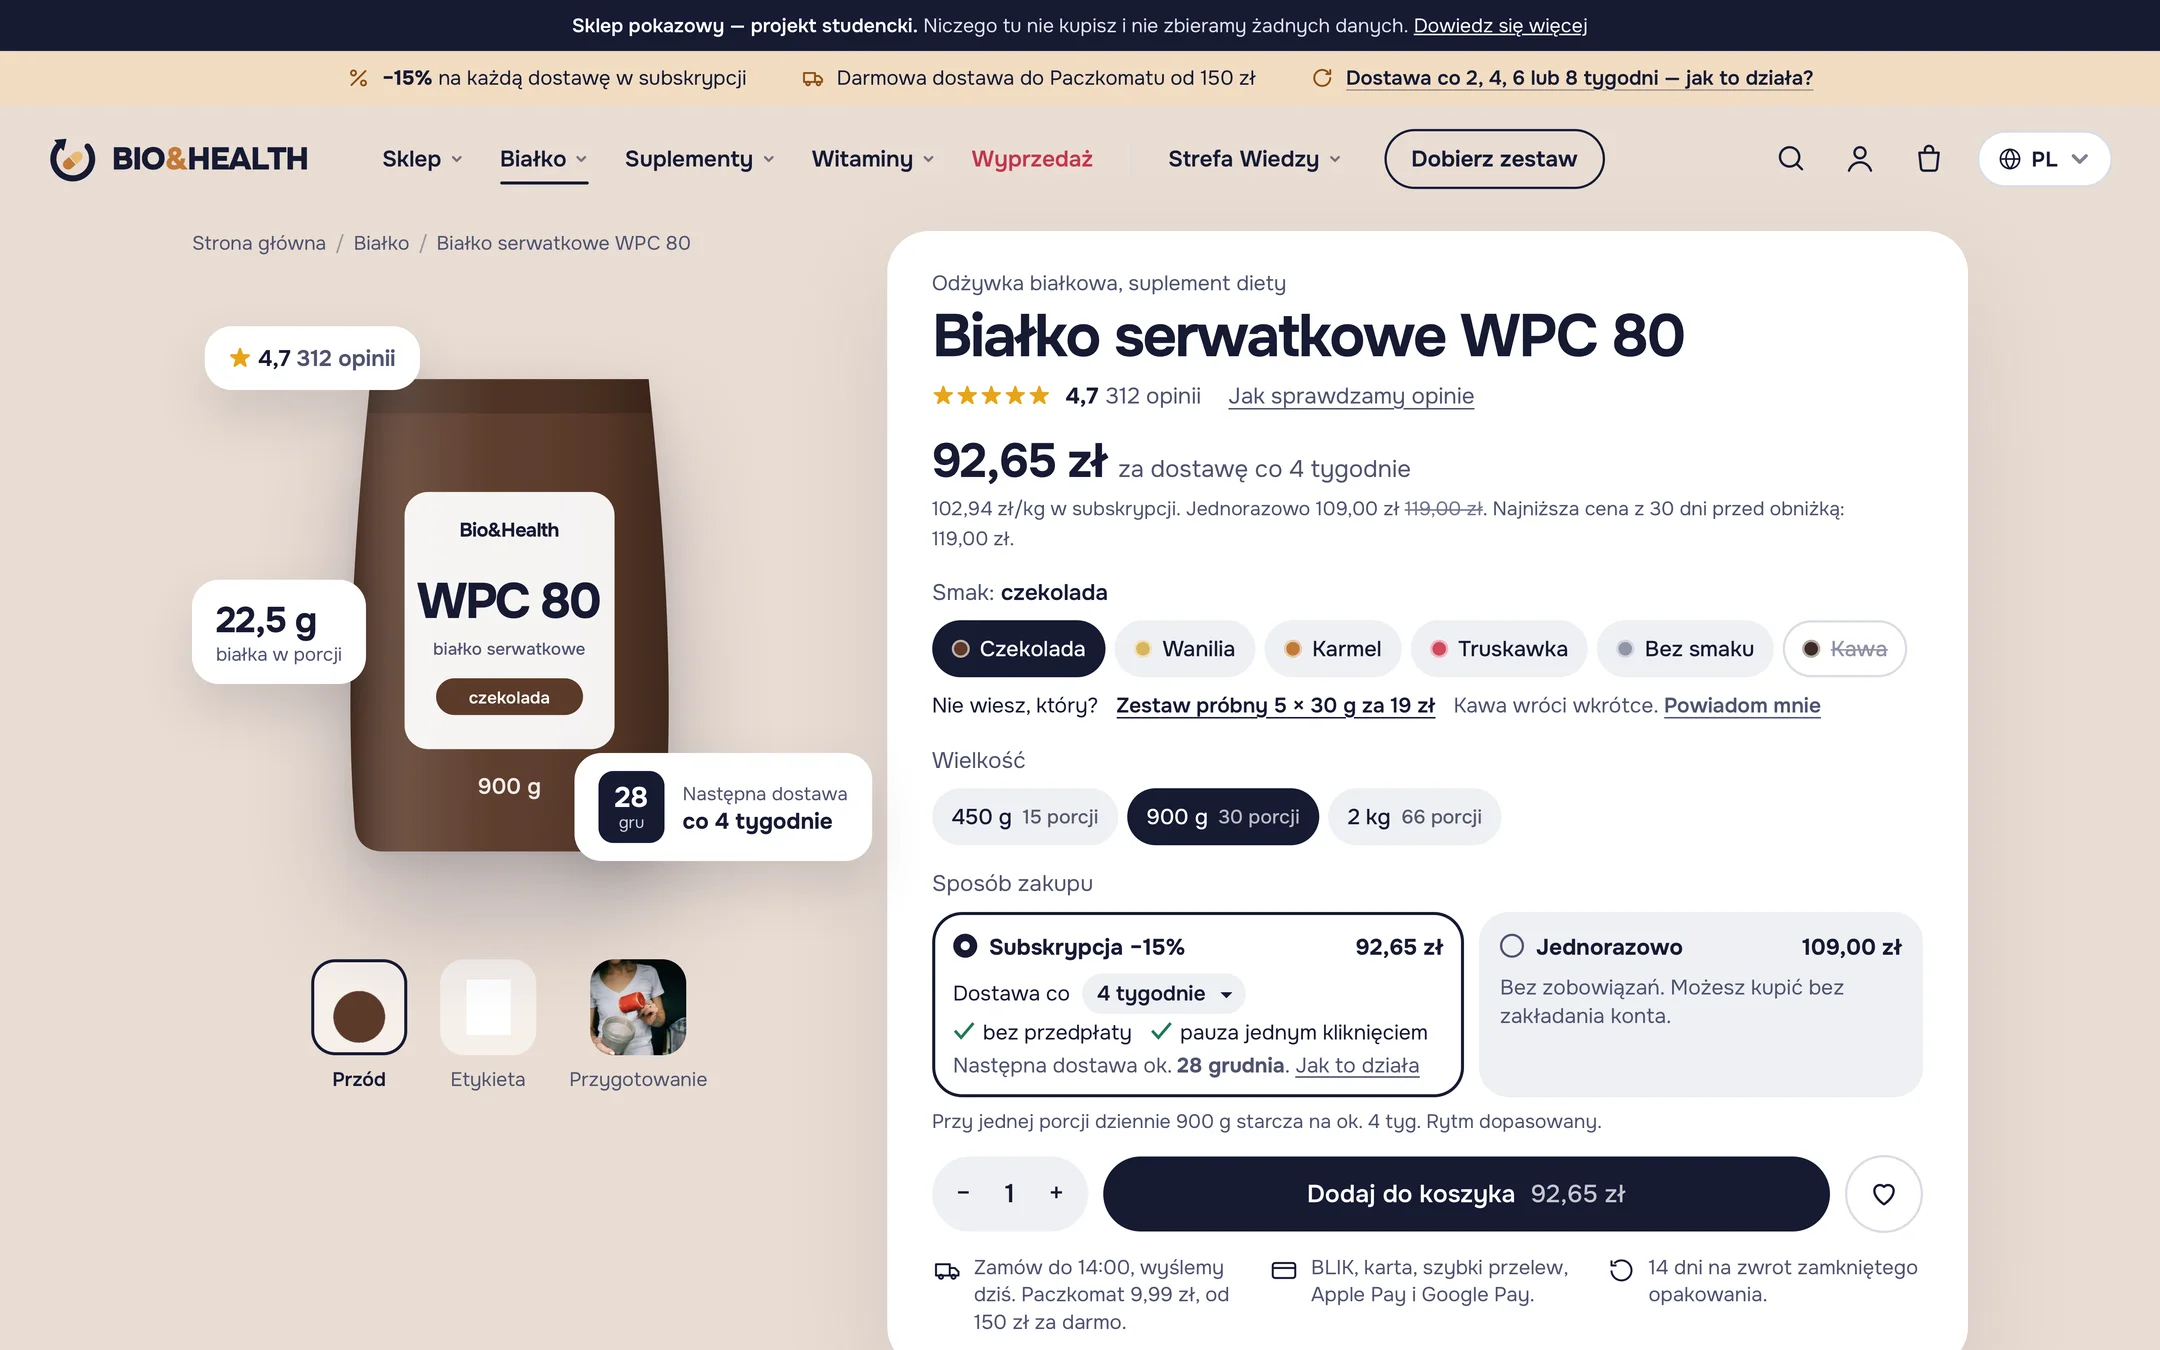 Sklep pokazowy — projekt studencki. Niczego tu nie kupisz i nie zbieramy żadnych danych. Dowiedz się więcej
−15% na każdą dostawę w subskrypcji
Darmowa dostawa do Paczkomatu od 150 zł
Dostawa co 2, 4, 6 lub 8 tygodni — jak to działa?
BIO&HEALTH
Sklep
Białko
Suplementy
Witaminy
Wyprzedaż
Strefa Wiedzy
Dobierz zestaw
PL
Strona główna / Białko / Białko serwatkowe WPC 80
4,7 312 opinii
Bio&Health
WPC 80
białko serwatkowe
czekolada
900 g
22,5 g
białka w porcji
28
gru
Następna dostawa
co 4 tygodnie
Przód
Etykieta
Przygotowanie
Odżywka białkowa, suplement diety
Białko serwatkowe WPC 80
4,7 312 opinii
Jak sprawdzamy opinie
92,65 zł za dostawę co 4 tygodnie
102,94 zł/kg w subskrypcji. Jednorazowo 109,00 zł 119,00 zł. Najniższa cena z 30 dni przed obniżką:
119,00 zł.
Smak: czekolada
Czekolada
Wanilia
Karmel
Truskawka
Bez smaku
Kawa
Nie wiesz, który? Zestaw próbny 5 × 30 g za 19 zł Kawa wróci wkrótce. Powiadom mnie
Wielkość
450 g 15 porcji
900 g 30 porcji
2 kg 66 porcji
Sposób zakupu
Subskrypcja −15% 92,65 zł
Dostawa co 4 tygodnie
bez przedpłaty pauza jednym kliknięciem
Następna dostawa ok. 28 grudnia. Jak to działa
Jednorazowo 109,00 zł
Bez zobowiązań. Możesz kupić bez
zakładania konta.
Przy jednej porcji dziennie 900 g starcza na ok. 4 tyg. Rytm dopasowany.
− 1 +
Dodaj do koszyka 92,65 zł
Zamów do 14:00, wyślemy
dziś. Paczkomat 9,99 zł, od
150 zł za darmo.
BLIK, karta, szybki przelew,
Apple Pay i Google Pay.
14 dni na zwrot zamkniętego
opakowania.